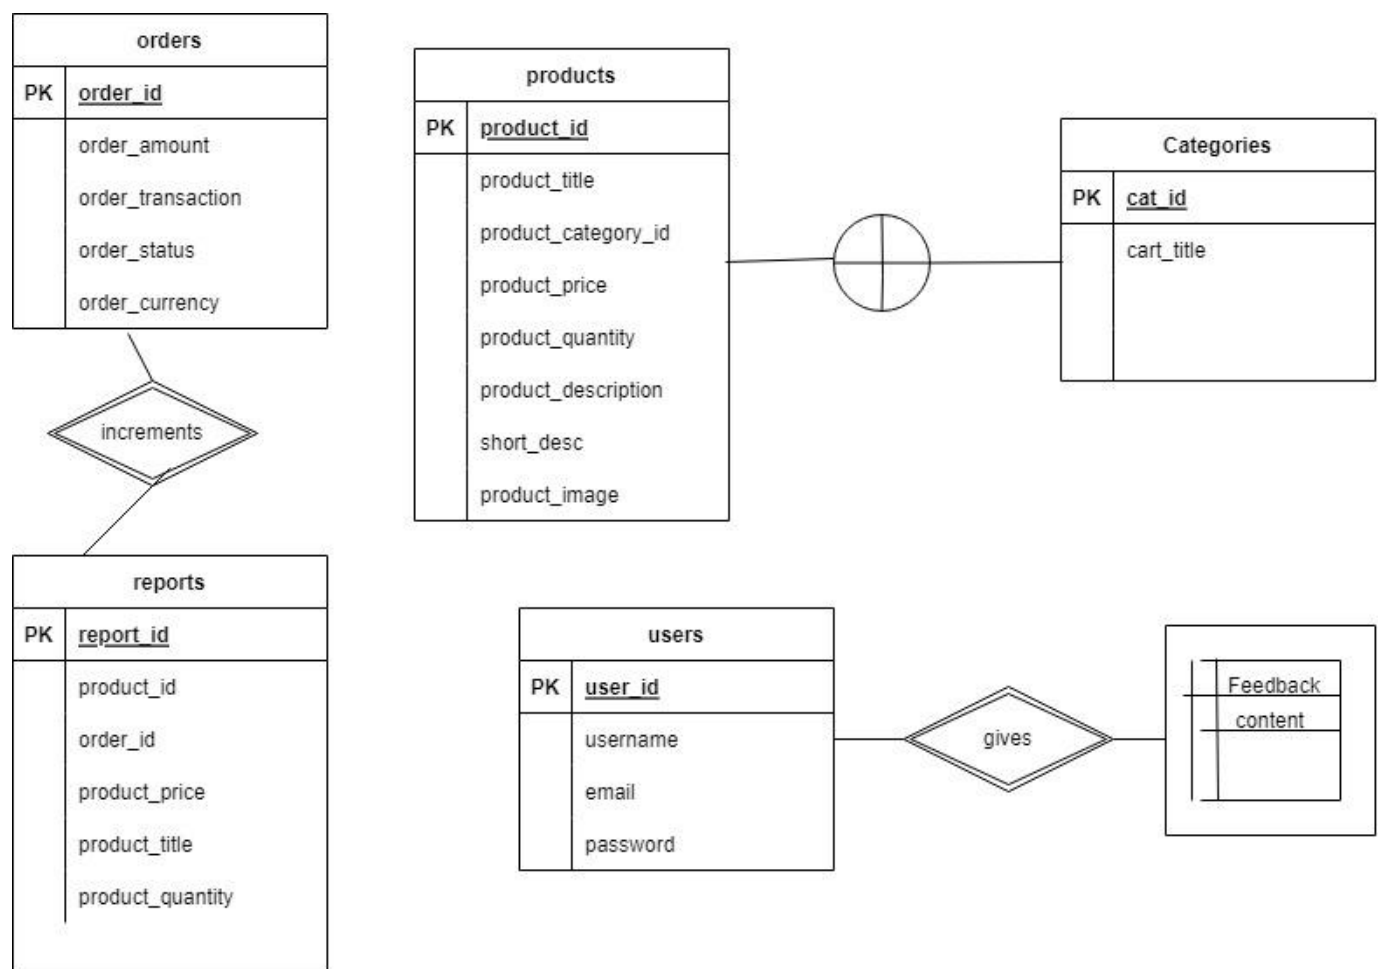 orders
PK order_id
order_amount
order_transaction
order_status
order_currency
increments
reports
PK report_id
product_id
order_id
product_price
product_title
product_quantity
products
PK product_id
product_title
product_category_id
product_price
product_quantity
product_description
short_desc
product_image
Categories
PK cat_id
cart_title
users
PK user_id
username
email
password
gives
Feedback
content